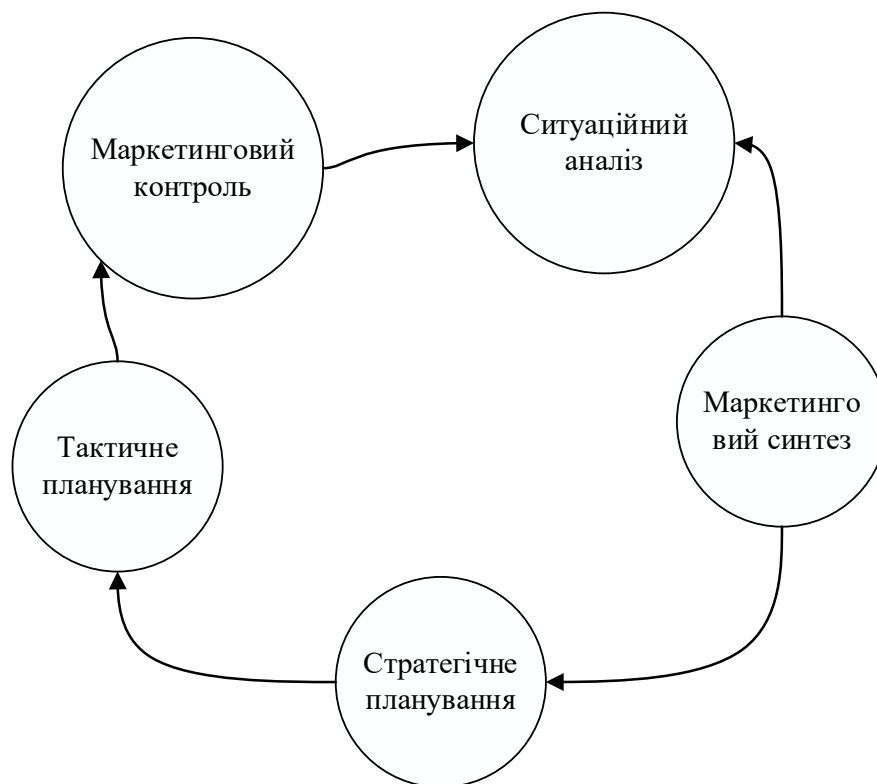 Маркетинговий
контроль
Ситуаційний
аналіз
Маркетинго
вий синтез
Тактичне
планування
Стратегічне
планування